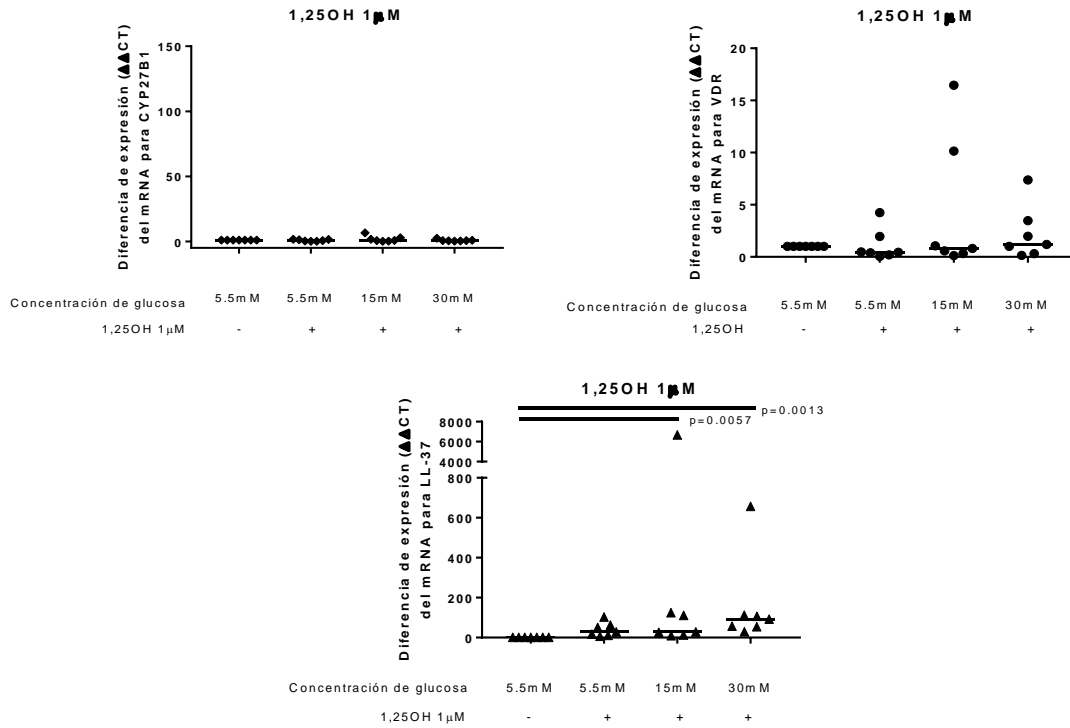 1,25OH 1µM
Diferencia de expresión (▲▲CT)
del mRNA para CYP27B1
150
100
50
0
Concentración de glucosa 5.5mM 5.5mM 15mM 30mM
1,25OH 1µM - + + +
1,25OH 1µM
Diferencia de expresión (▲▲CT)
del mRNA para VDR
20
15
10
5
0
Concentración de glucosa 5.5mM 5.5mM 15mM 30mM
1,25OH - + + +
1,25OH 1µM
p=0.0013
p=0.0057
Diferencia de expresión (▲▲CT)
del mRNA para LL-37
8000
6000
4000
800
600
400
200
0
Concentración de glucosa 5.5mM 5.5mM 15mM 30mM
1,25OH 1µM - + + +